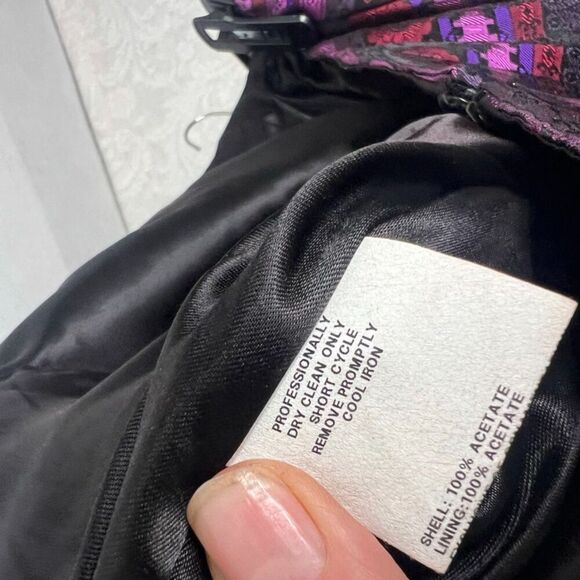 PROFESSIONALLY
DRY CLEAN ONLY
SHORT CYCLE
REMOVE PROMPTLY
COOL IRON
SHELL: 100% ACETATE
LINING: 100% ACETATE